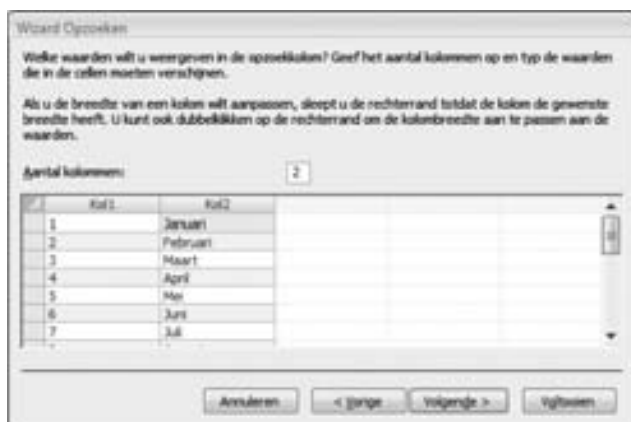 Wizard Opzoeken
Welke waarden wilt u weergeven in de opzoekkolom? Geef het aantal kolommen op en typ de waarden
die in de cellen moeten verschijnen.
Als u de breedte van een kolom wilt aanpassen, sleept u de rechterrand totdat de kolom de gewenste
breedte heeft. U kunt ook dubbelklikken op de rechterrand om de kolombreedte aan te passen aan de
waarden.
Aantal kolommen: 2
Kol1 Kol2
1 Januari
2 Februari
3 Maart
4 April
5 Mei
6 Juni
7 Juli
Annuleren < Vorige Volgende > Voltooien